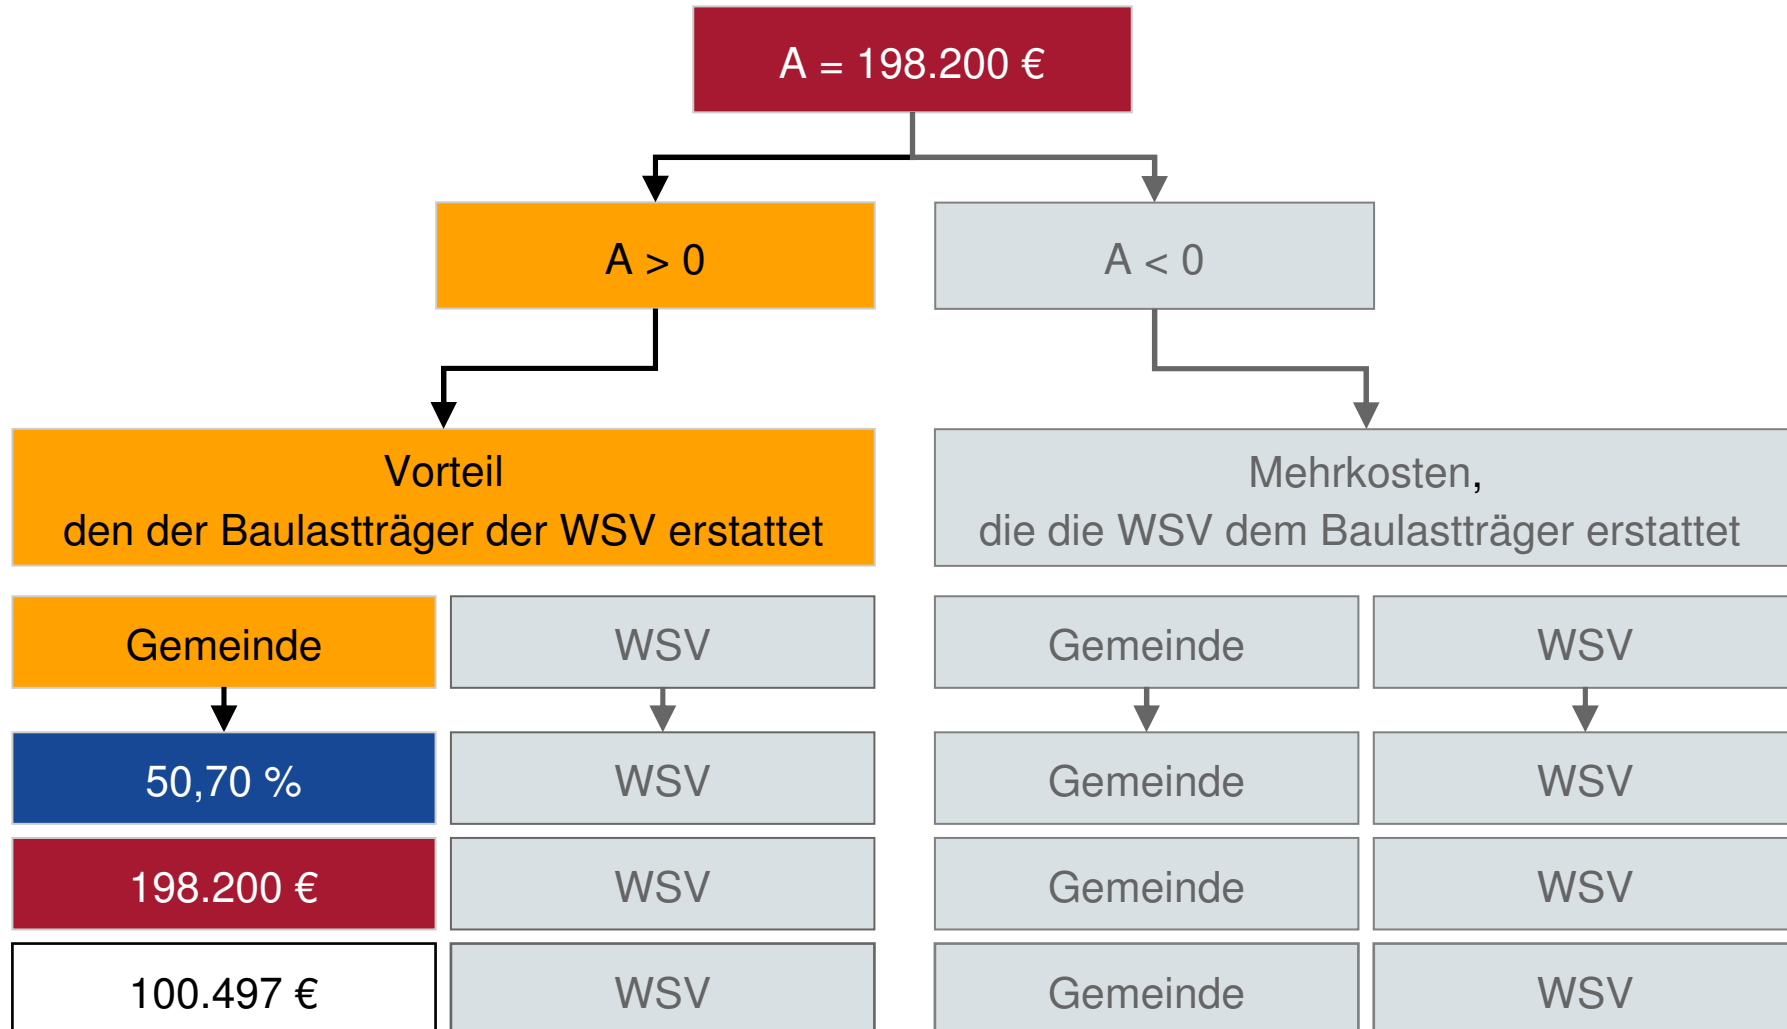 A = 198.200 €
A > 0
A < 0
Vorteil
den der Baulastträger der WSV erstattet
Mehrkosten,
die die WSV dem Baulastträger erstattet
Gemeinde
WSV
Gemeinde
WSV
50,70 %
WSV
Gemeinde
WSV
198.200 €
WSV
Gemeinde
WSV
100.497 €
WSV
Gemeinde
WSV